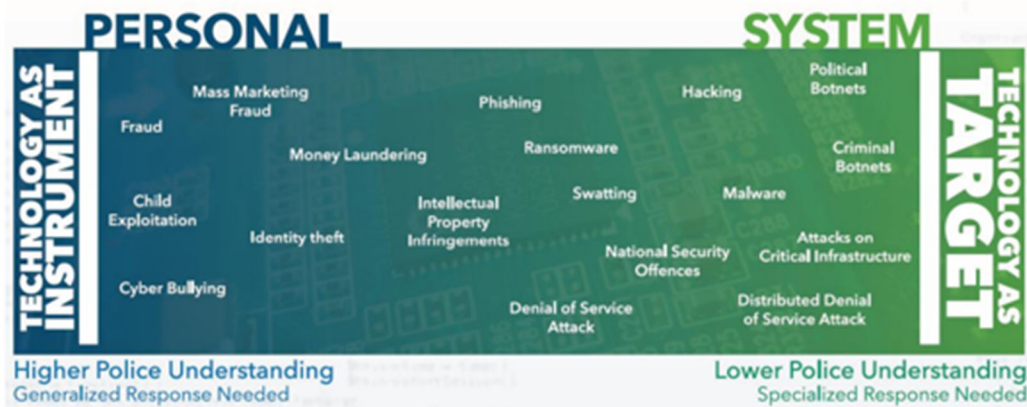 PERSONAL
SYSTEM
TECHNOLOGY AS
INSTRUMENT
Mass Marketing
Fraud
Fraud
Money Laundering
Child
Exploitation
Identity theft
Cyber Bullying
Phishing
Ransomware
Swatting
Intellectual
Property
Infringements
National Security
Offences
Denial of Service
Attack
Hacking
Political
Botnets
Criminal
Botnets
Malware
Attacks on
Critical Infrastructure
Distributed Denial
of Service Attack
TECHNOLOGY AS
TARGET
Higher Police Understanding
Generalized Response Needed
Lower Police Understanding
Specialized Response Needed